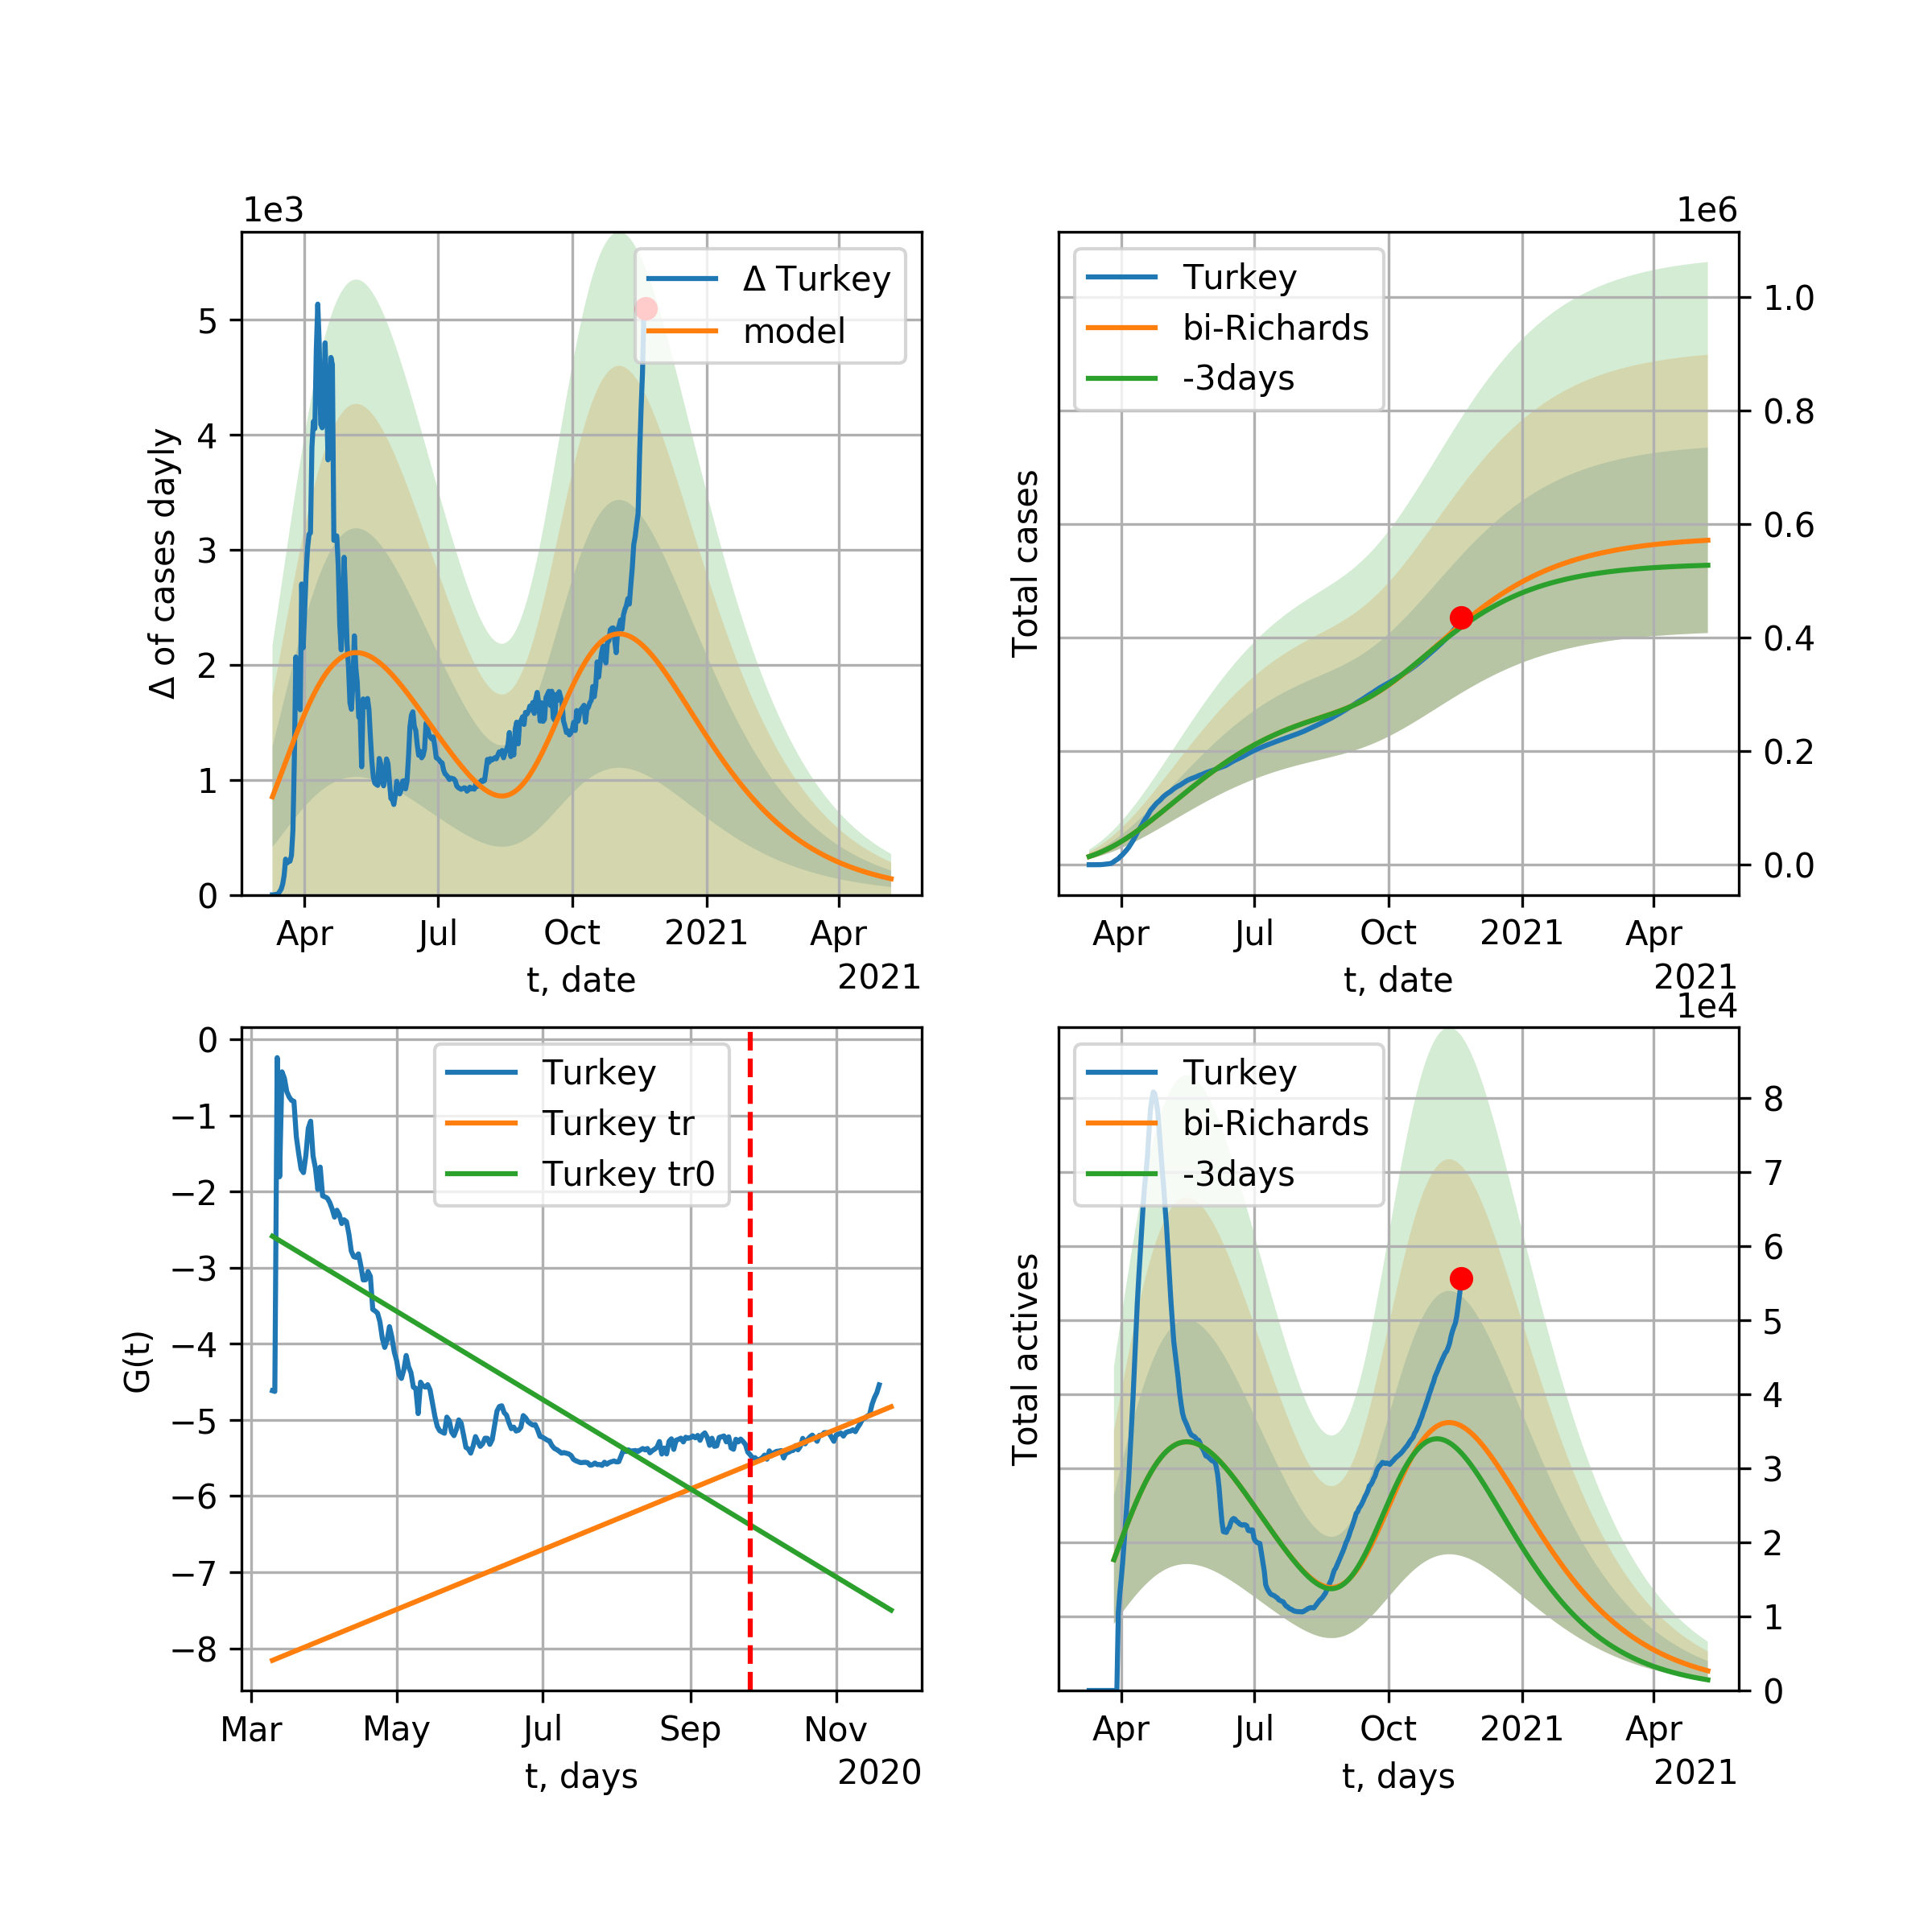 1e3
Δ of cases dayly
5
4
3
2
1
0
Δ Turkey
model
Apr
Jul
Oct
2021
Apr
t, date
2021
1e6
Total cases
Turkey
bi-Richards
-3days
1.0
0.8
0.6
0.4
0.2
0.0
Apr
Jul
Oct
2021
Apr
t, date
2021
G(t)
0
−1
−2
−3
−4
−5
−6
−7
−8
Turkey
Turkey tr
Turkey tr0
Mar
May
Jul
Sep
Nov
t, days
2020
1e4
Total actives
Turkey
bi-Richards
-3days
8
7
6
5
4
3
2
1
0
Apr
Jul
Oct
2021
Apr
t, days
2021